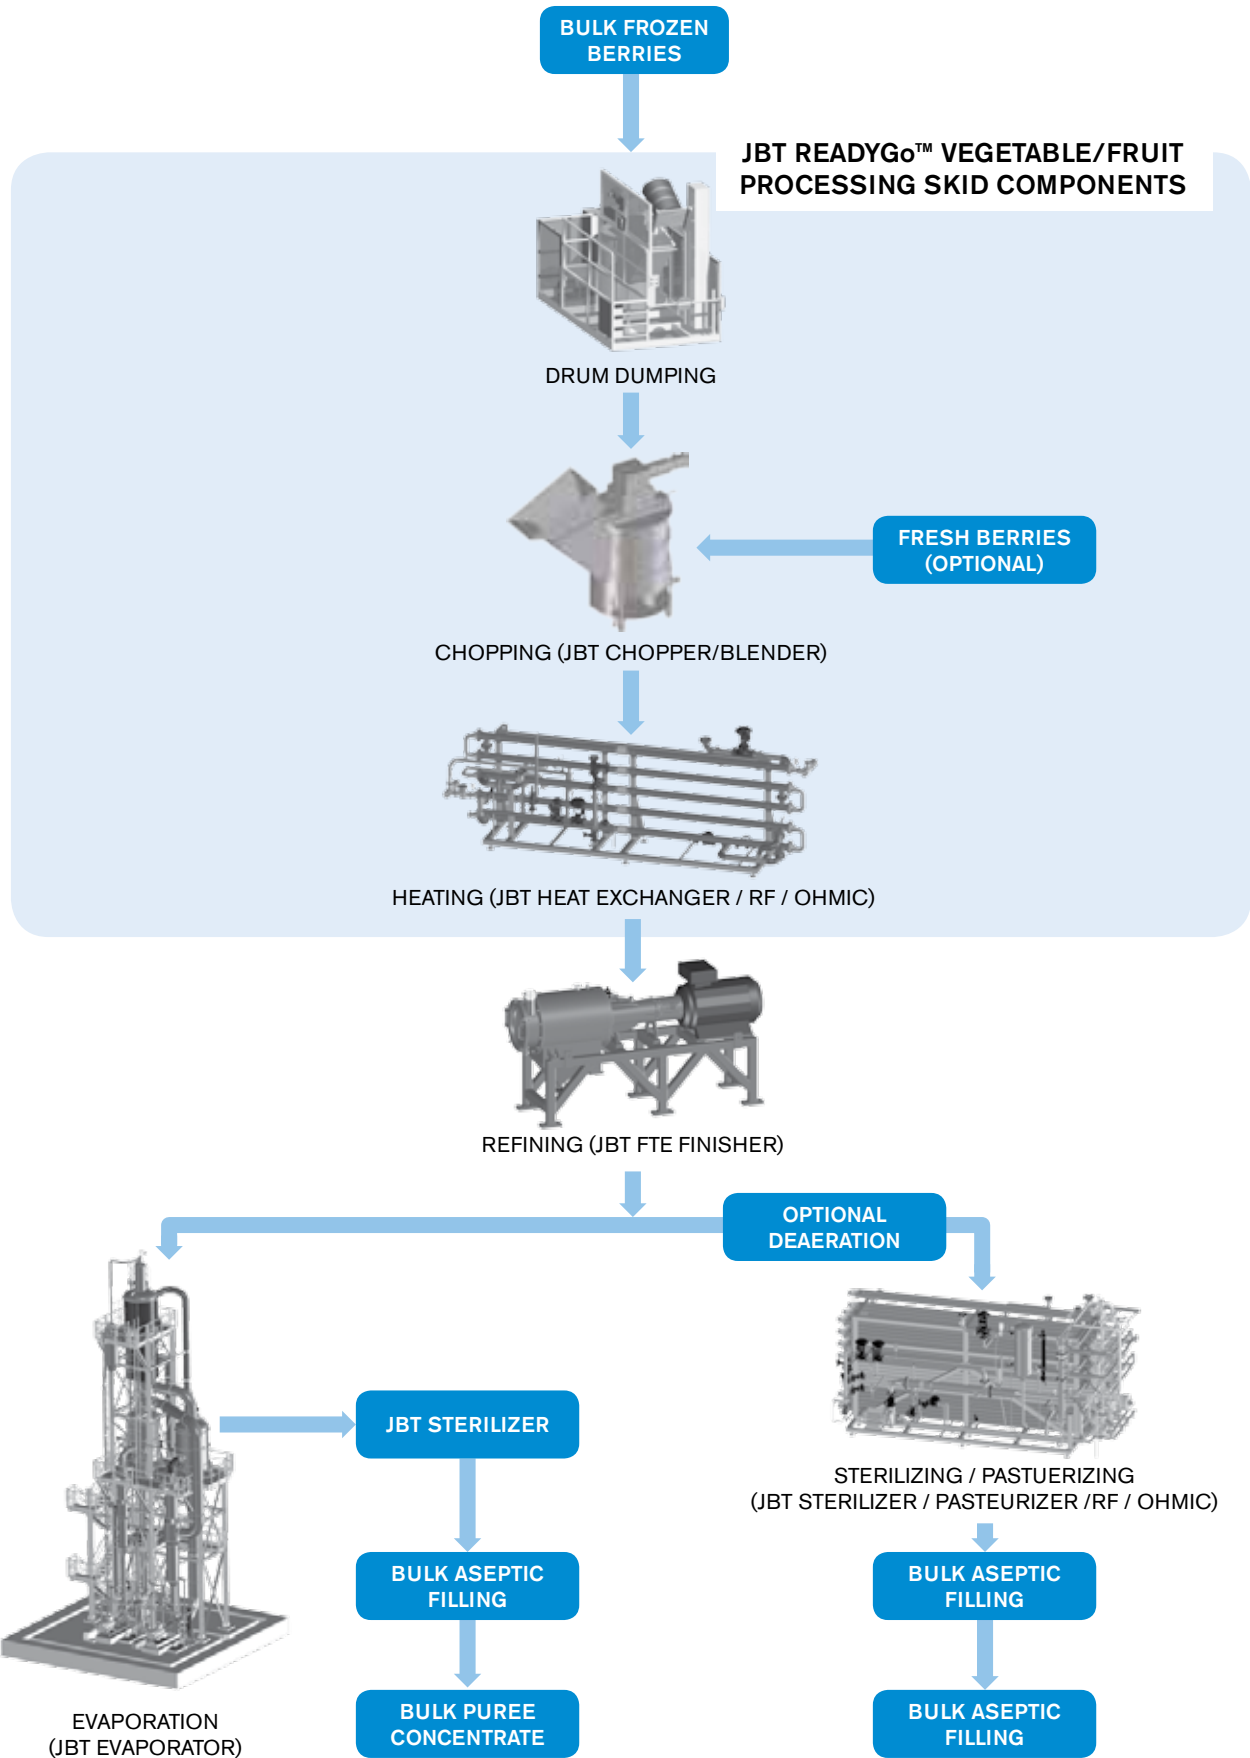 BULK FROZEN
BERRIES
JBT READYGo™ VEGETABLE/FRUIT
PROCESSING SKID COMPONENTS
DRUM DUMPING
FRESH BERRIES
(OPTIONAL)
CHOPPING (JBT CHOPPER/BLENDER)
HEATING (JBT HEAT EXCHANGER / RF / OHMIC)
REFINING (JBT FTE FINISHER)
OPTIONAL
DEAERATION
JBT STERILIZER
STERILIZING / PASTUERIZING
(JBT STERILIZER / PASTEURIZER /RF / OHMIC)
BULK ASEPTIC
FILLING
BULK ASEPTIC
FILLING
EVAPORATION
(JBT EVAPORATOR)
BULK PUREE
CONCENTRATE
BULK ASEPTIC
FILLING